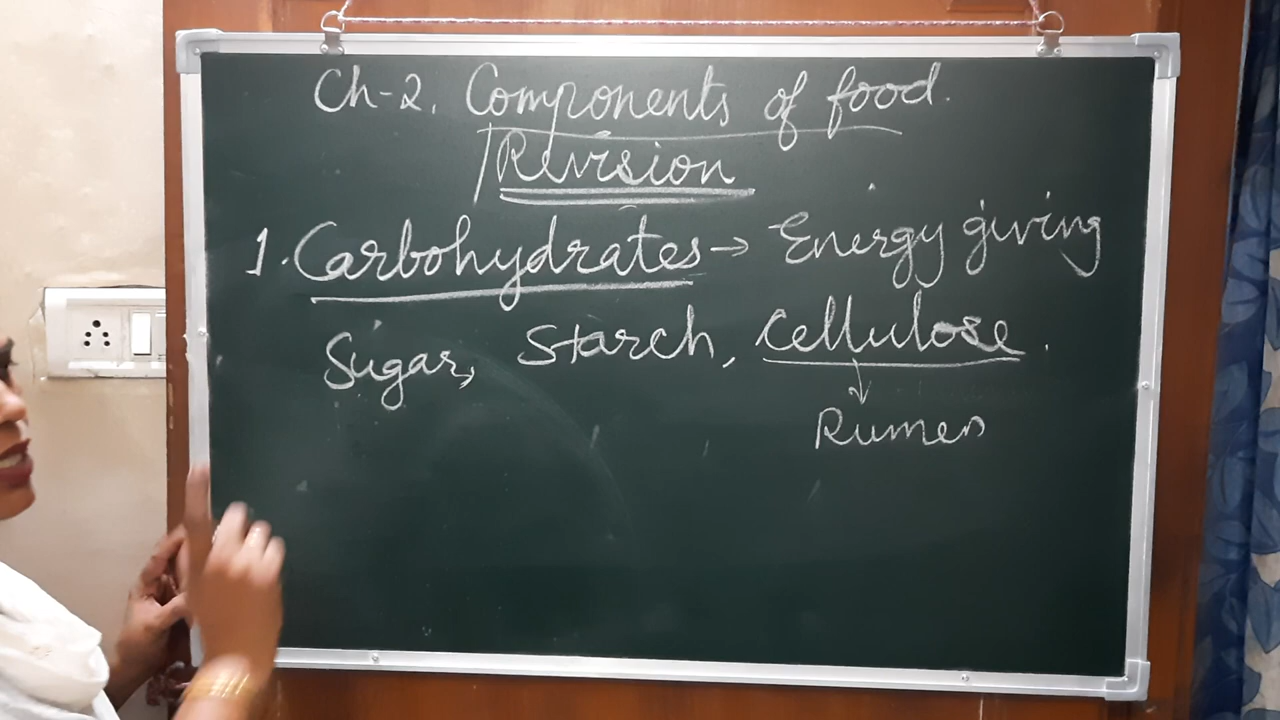 Ch-2. Components of food.
Revision
1. Carbohydrates → Energy giving
Sugar, Starch, Cellulose.
↓
Rumen